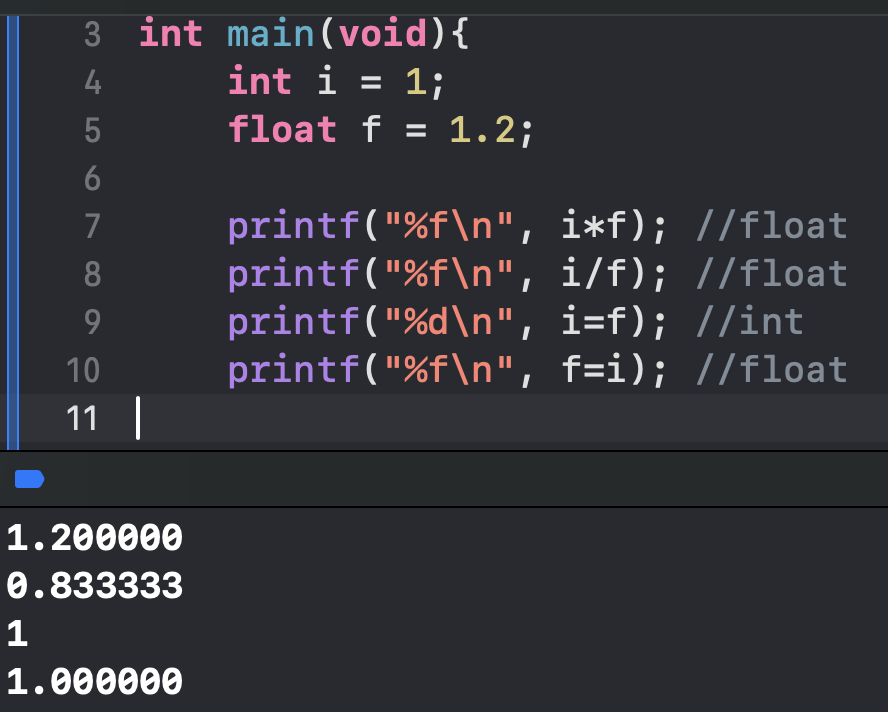 3 int main(void){
4 int i = 1;
5 float f = 1.2;
6
7 printf("%f\n", i*f); //float
8 printf("%f\n", i/f); //float
9 printf("%d\n", i=f); //int
10 printf("%f\n", f=i); //float
11
1.200000
0.833333
1
1.000000